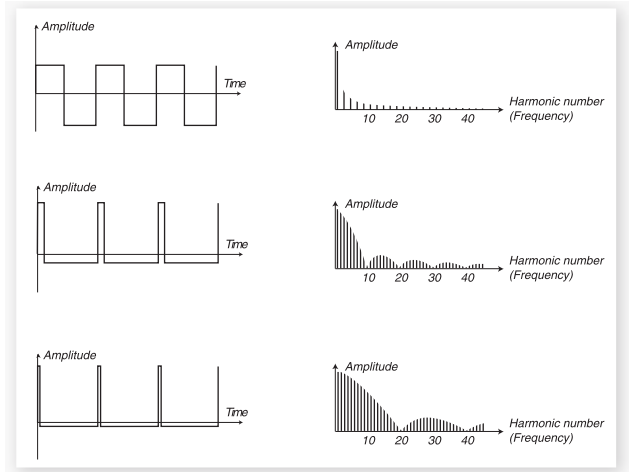 Amplitude
Time
Amplitude
Harmonic number
(Frequency)
10 20 30 40
Amplitude
Time
Amplitude
Harmonic number
(Frequency)
10 20 30 40
Amplitude
Time
Amplitude
Harmonic number
(Frequency)
10 20 30 40